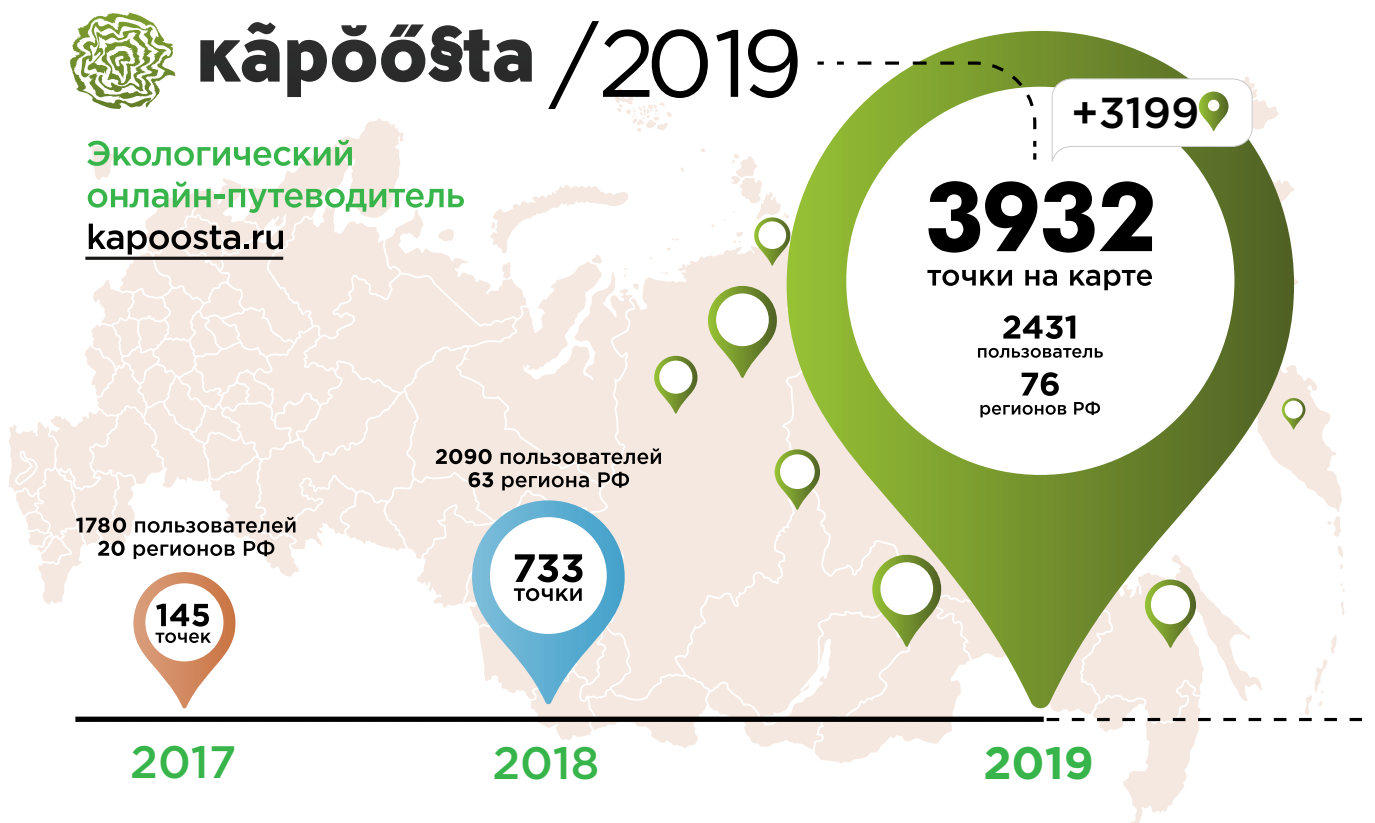 kãpŏő§ta /2019
Экологический
онлайн-путеводитель
kapoosta.ru
+3199
3932
точки на карте
2431
пользователь
76
регионов РФ
2090 пользователей
63 региона РФ
733
точки
1780 пользователей
20 регионов РФ
145
точек
2017
2018
2019